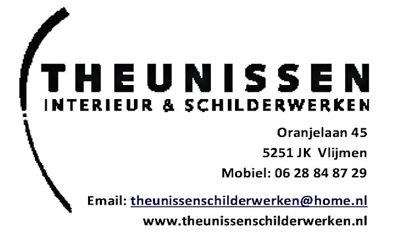 THEUNISSEN
INTERIEUR & SCHILDERWERKEN
Oranjelaan 45
5251 JK Vlijmen
Mobiel: 06 28 84 87 29
Email: theunissenschilderwerken@home.nl
www.theunissenschilderwerken.nl